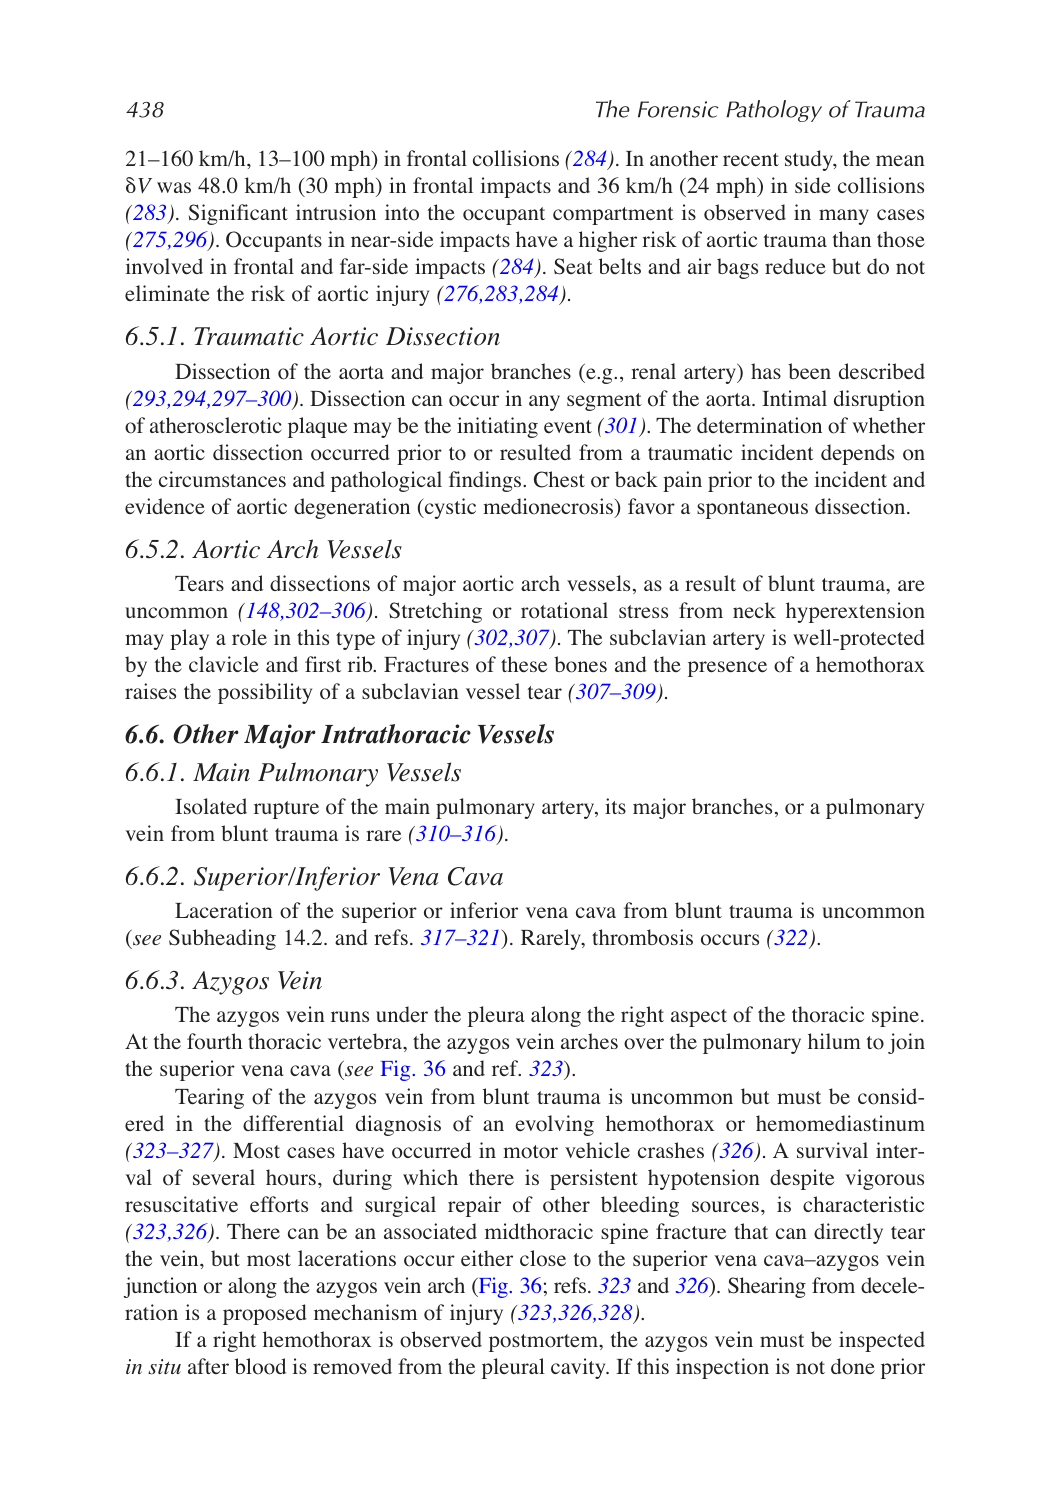 438
The Forensic Pathology of Trauma
21–160 km/h, 13–100 mph) in frontal collisions (284). In another recent study, the mean
δV was 48.0 km/h (30 mph) in frontal impacts and 36 km/h (24 mph) in side collisions
(283). Significant intrusion into the occupant compartment is observed in many cases
(275,296). Occupants in near-side impacts have a higher risk of aortic trauma than those
involved in frontal and far-side impacts (284). Seat belts and air bags reduce but do not
eliminate the risk of aortic injury (276,283,284).
6.5.1. Traumatic Aortic Dissection
Dissection of the aorta and major branches (e.g., renal artery) has been described
(293,294,297–300). Dissection can occur in any segment of the aorta. Intimal disruption
of atherosclerotic plaque may be the initiating event (301). The determination of whether
an aortic dissection occurred prior to or resulted from a traumatic incident depends on
the circumstances and pathological findings. Chest or back pain prior to the incident and
evidence of aortic degeneration (cystic medionecrosis) favor a spontaneous dissection.
6.5.2. Aortic Arch Vessels
Tears and dissections of major aortic arch vessels, as a result of blunt trauma, are
uncommon (148,302–306). Stretching or rotational stress from neck hyperextension
may play a role in this type of injury (302,307). The subclavian artery is well-protected
by the clavicle and first rib. Fractures of these bones and the presence of a hemothorax
raises the possibility of a subclavian vessel tear (307–309).
6.6. Other Major Intrathoracic Vessels
6.6.1. Main Pulmonary Vessels
Isolated rupture of the main pulmonary artery, its major branches, or a pulmonary
vein from blunt trauma is rare (310–316).
6.6.2. Superior/Inferior Vena Cava
Laceration of the superior or inferior vena cava from blunt trauma is uncommon
(see Subheading 14.2. and refs. 317–321). Rarely, thrombosis occurs (322).
6.6.3. Azygos Vein
The azygos vein runs under the pleura along the right aspect of the thoracic spine.
At the fourth thoracic vertebra, the azygos vein arches over the pulmonary hilum to join
the superior vena cava (see Fig. 36 and ref. 323).
Tearing of the azygos vein from blunt trauma is uncommon but must be consid-
ered in the differential diagnosis of an evolving hemothorax or hemomediastinum
(323–327). Most cases have occurred in motor vehicle crashes (326). A survival inter-
val of several hours, during which there is persistent hypotension despite vigorous
resuscitative efforts and surgical repair of other bleeding sources, is characteristic
(323,326). There can be an associated midthoracic spine fracture that can directly tear
the vein, but most lacerations occur either close to the superior vena cava–azygos vein
junction or along the azygos vein arch (Fig. 36; refs. 323 and 326). Shearing from decele-
ration is a proposed mechanism of injury (323,326,328).
If a right hemothorax is observed postmortem, the azygos vein must be inspected
in situ after blood is removed from the pleural cavity. If this inspection is not done prior